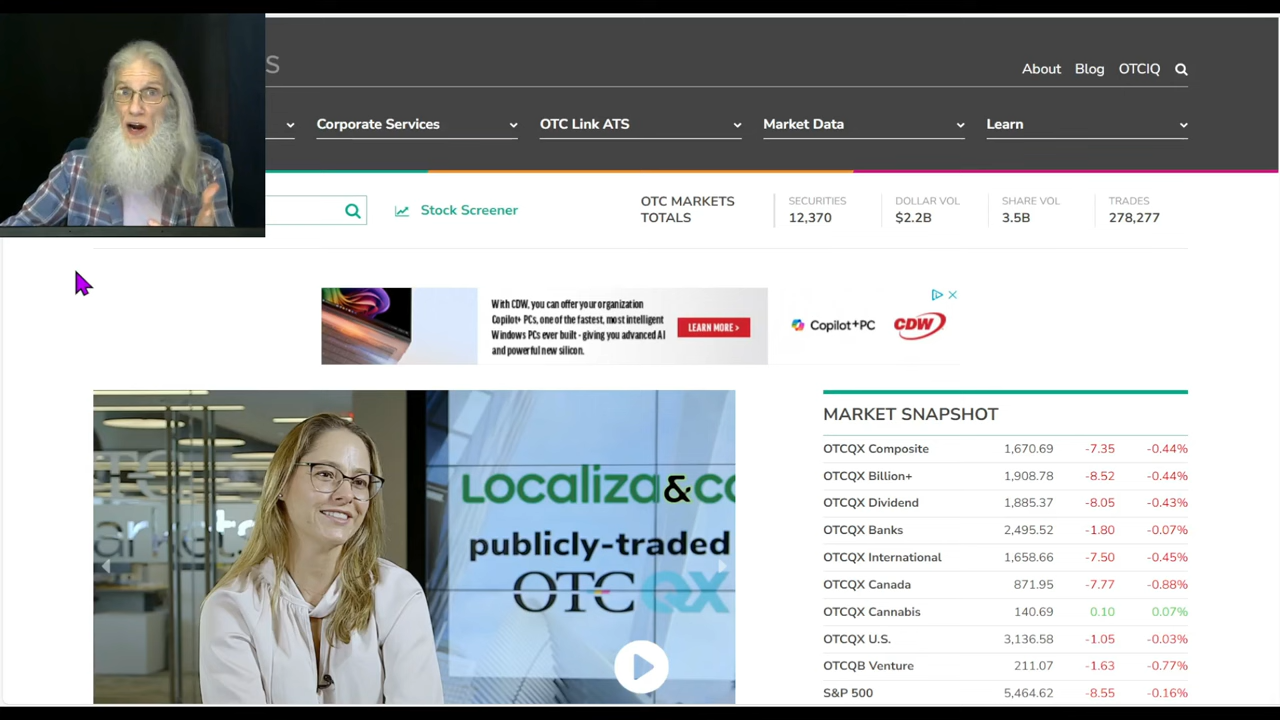 S
About Blog OTCIQ
Corporate Services OTC Link ATS Market Data Learn
Stock Screener
OTC MARKETS
TOTALS
SECURITIES
12,370
DOLLAR VOL
$2.2B
SHARE VOL
3.5B
TRADES
278,277
With CDW, you can offer your organization
Copilot+ PCs, one of the fastest, most intelligent
Windows PCs ever built - giving you advanced AI
and powerful new silicon.
LEARN MORE >
Copilot+PC
CDW
Localiza&co
publicly-traded
OTCQX
MARKET SNAPSHOT
OTCQX Composite 1,670.69 -7.35 -0.44%
OTCQX Billion+ 1,908.78 -8.52 -0.44%
OTCQX Dividend 1,885.37 -8.05 -0.43%
OTCQX Banks 2,495.52 -1.80 -0.07%
OTCQX International 1,658.66 -7.50 -0.45%
OTCQX Canada 871.95 -7.77 -0.88%
OTCQX Cannabis 140.69 0.10 0.07%
OTCQX U.S. 3,136.58 -1.05 -0.03%
OTCQB Venture 211.07 -1.63 -0.77%
S&P 500 5,464.62 -8.55 -0.16%